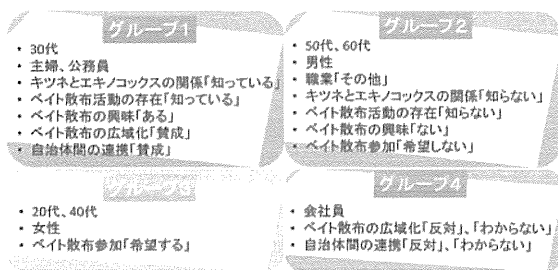 グループ1
• 30代
• 主婦、公務員
• キツネとエキノコックスの関係「知っている」
• ベイト散布活動の存在「知っている」
• ベイト散布の興味「ある」
• ベイト散布の広域化「賛成」
• 自治体間の連携「賛成」
グループ2
• 50代、60代
• 男性
• 職業「その他」
• キツネとエキノコックスの関係「知らない」
• ベイト散布活動の存在「知らない」
• ベイト散布の興味「ない」
• ベイト散布参加「希望しない」
グループ3
• 20代、40代
• 女性
• ベイト散布参加「希望する」
グループ4
• 会社員
• ベイト散布の広域化「反対」、「わからない」
• 自治体間の連携「反対」、「わからない」